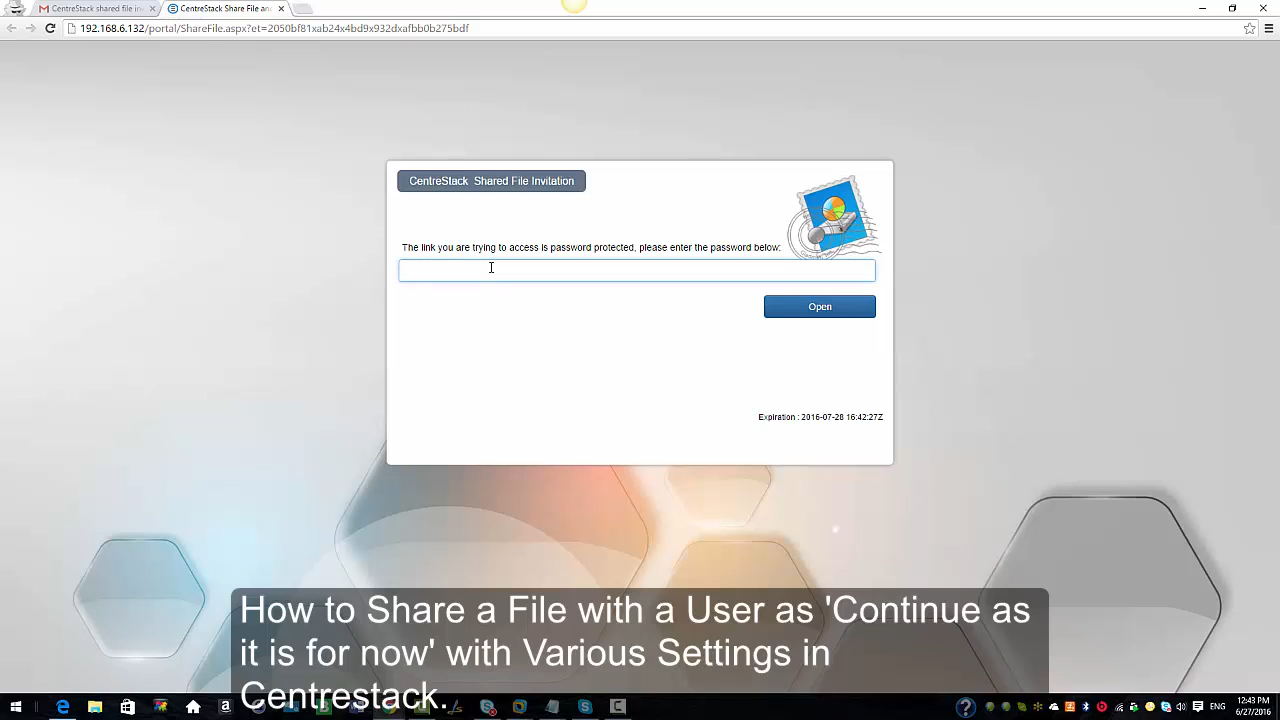 CentreStack shared file in
CentreStack Share File an
192.168.6.132/portal/ShareFile.aspx?et=2050bf81xab24x4bd9x932dxafbb0b275bdf
CentreStack Shared File Invitation
The link you are trying to access is password protected, please enter the password below:
Open
Expiration : 2016-07-28 16:42:27Z
How to Share a File with a User as 'Continue as
it is for now' with Various Settings in
Centrestack.
ENG
12:43 PM
6/27/2016